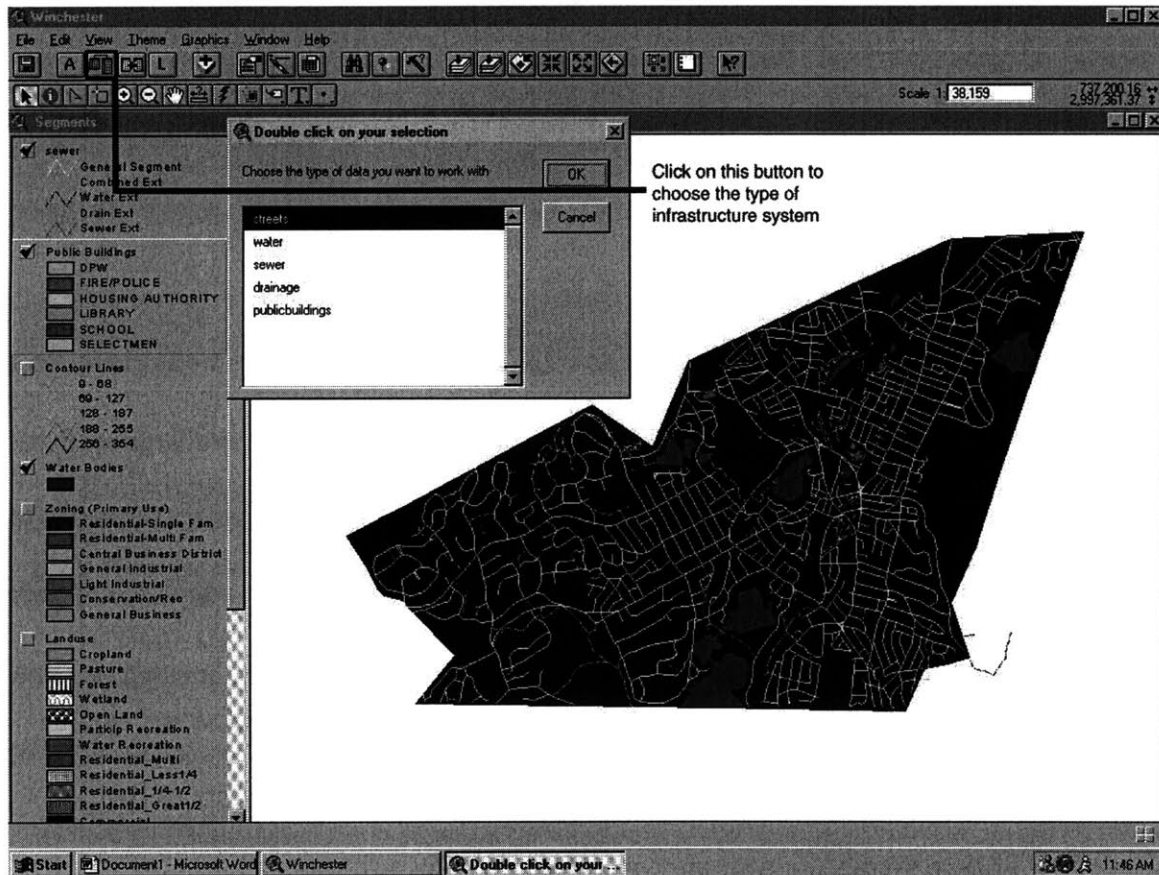 Winchester
File Edit View Theme Graphics Window Help
A L
Scale 1: 38,159
737,200.16
2,997,361.37
Segments
sewer
General Segment
Combined Ext
Water Ext
Drain Ext
Sewer Ext
Public Buildings
DPW
FIRE/POLICE
HOUSING AUTHORITY
LIBRARY
SCHOOL
SELECTMEN
Contour Lines
9 - 68
69 - 127
128 - 187
188 - 255
256 - 354
Water Bodies
Zoning (Primary Use)
Residential-Single Fam
Residential-Multi Fam
Central Business District
General Industrial
Light Industrial
Conservation/Rec
General Business
Landuse
Cropland
Pasture
Forest
Wetland
Open Land
Particip Recreation
Water Recreation
Residential_Multi
Residential_Less1/4
Residential_1/4-1/2
Residential_Great1/2
Commercial
Double click on your selection
Choose the type of data you want to work with
OK
Cancel
streets
water
sewer
drainage
publicbuildings
Click on this button to
choose the type of
infrastructure system
Start Document1 - Microsoft Word Winchester Double click on your ... 11:46 AM